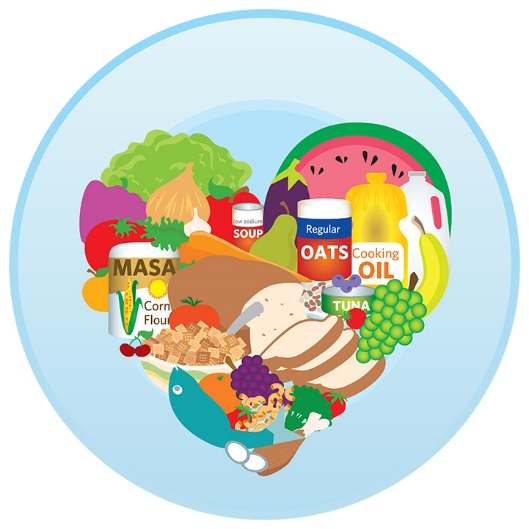 low sodium
SOUP
Regular
OATS
Cooking
OIL
MASA
Corn
Flour
TUNA